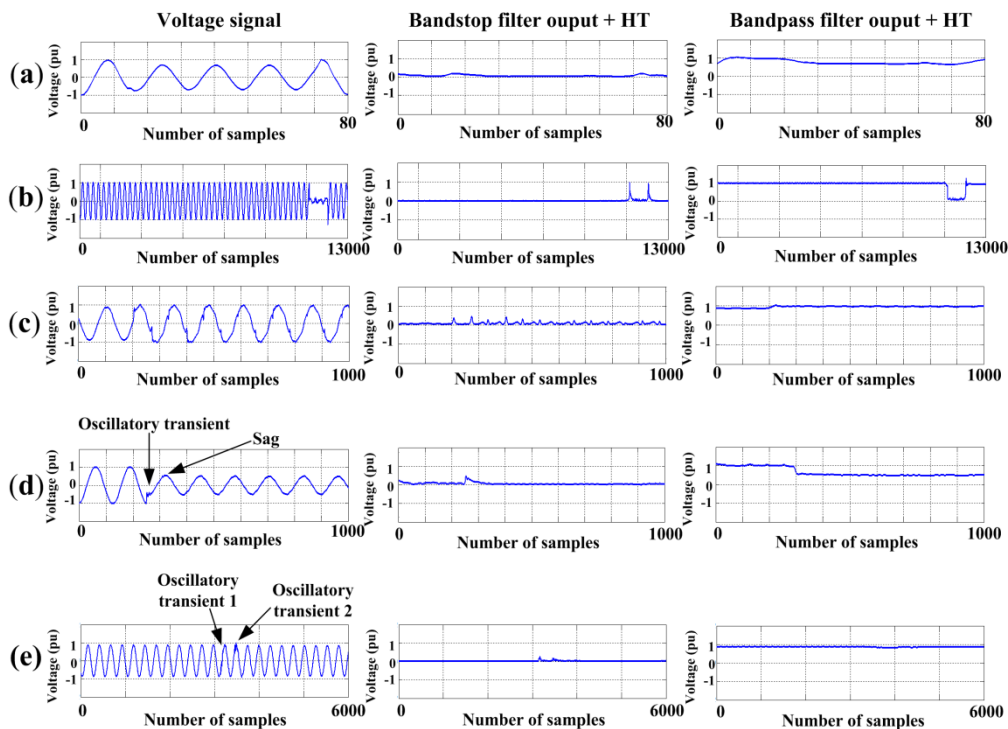 Voltage signal
Bandstop filter ouput + HT
Bandpass filter ouput + HT
(a)
Voltage (pu)
1
0
-1
0
80
Number of samples
Voltage (pu)
1
0
-1
0
80
Number of samples
Voltage (pu)
1
0
-1
0
80
Number of samples
(b)
Voltage (pu)
1
0
-1
0
13000
Number of samples
Voltage (pu)
1
0
-1
0
13000
Number of samples
Voltage (pu)
1
0
-1
0
13000
Number of samples
(c)
Voltage (pu)
1
0
-1
0
1000
Number of samples
Voltage (pu)
1
0
-1
0
1000
Number of samples
Voltage (pu)
1
0
-1
0
1000
Number of samples
Oscillatory transient
Sag
(d)
Voltage (pu)
1
0
-1
0
1000
Number of samples
Voltage (pu)
1
0
-1
0
1000
Number of samples
Voltage (pu)
1
0
-1
0
1000
Number of samples
Oscillatory
transient 1
Oscillatory
transient 2
(e)
Voltage (pu)
1
0
-1
0
6000
Number of samples
Voltage (pu)
1
0
-1
0
6000
Number of samples
Voltage (pu)
1
0
-1
0
6000
Number of samples